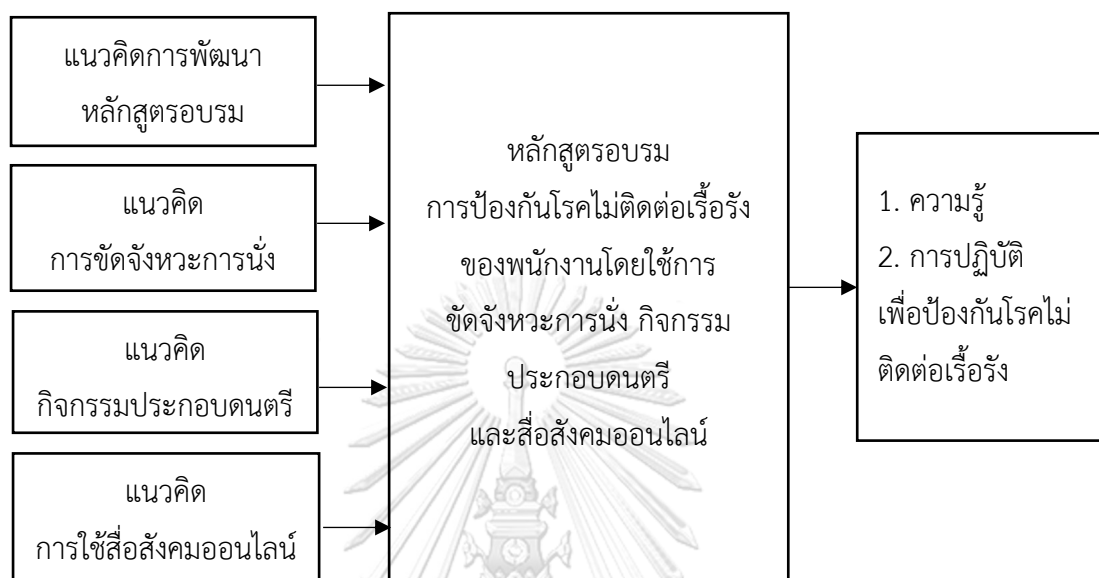 แนวคิดการพัฒนา
หลักสูตรอบรม
แนวคิด
การขัดจังหวะการนั่ง
แนวคิด
กิจกรรมประกอบดนตรี
แนวคิด
การใช้สื่อสังคมออนไลน์
หลักสูตรอบรม
การป้องกันโรคไม่ติดต่อเรื้อรัง
ของพนักงานโดยใช้การ
ขัดจังหวะการนั่ง กิจกรรม
ประกอบดนตรี
และสื่อสังคมออนไลน์
1. ความรู้
2. การปฏิบัติ
เพื่อป้องกันโรคไม่
ติดต่อเรื้อรัง